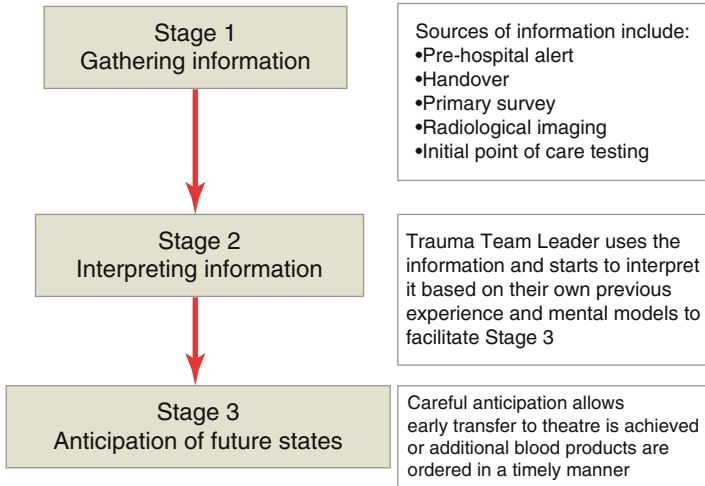 Stage 1
Gathering information
Sources of information include:
•Pre-hospital alert
•Handover
•Primary survey
•Radiological imaging
•Initial point of care testing
Stage 2
Interpreting information
Trauma Team Leader uses the
information and starts to interpret
it based on their own previous
experience and mental models to
facilitate Stage 3
Stage 3
Anticipation of future states
Careful anticipation allows
early transfer to theatre is achieved
or additional blood products are
ordered in a timely manner